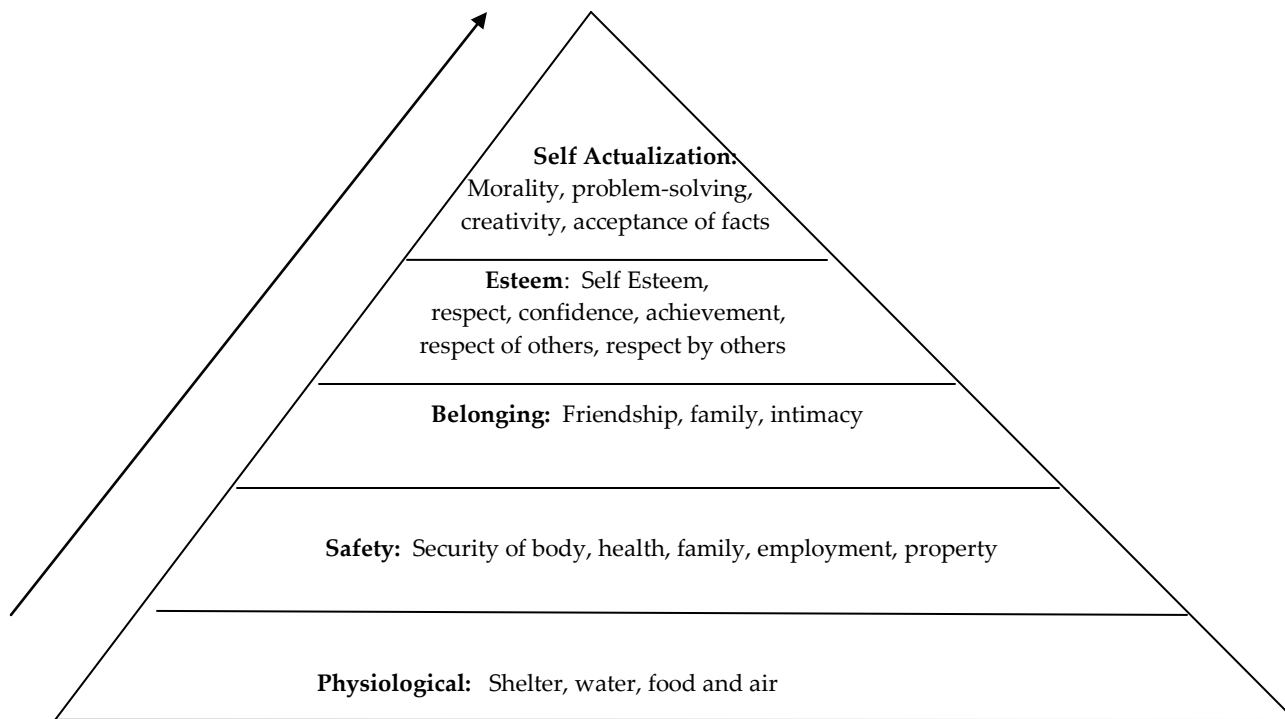 Self Actualization:
Morality, problem-solving,
creativity, acceptance of facts
Esteem: Self Esteem,
respect, confidence, achievement,
respect of others, respect by others
Belonging: Friendship, family, intimacy
Safety: Security of body, health, family, employment, property
Physiological: Shelter, water, food and air